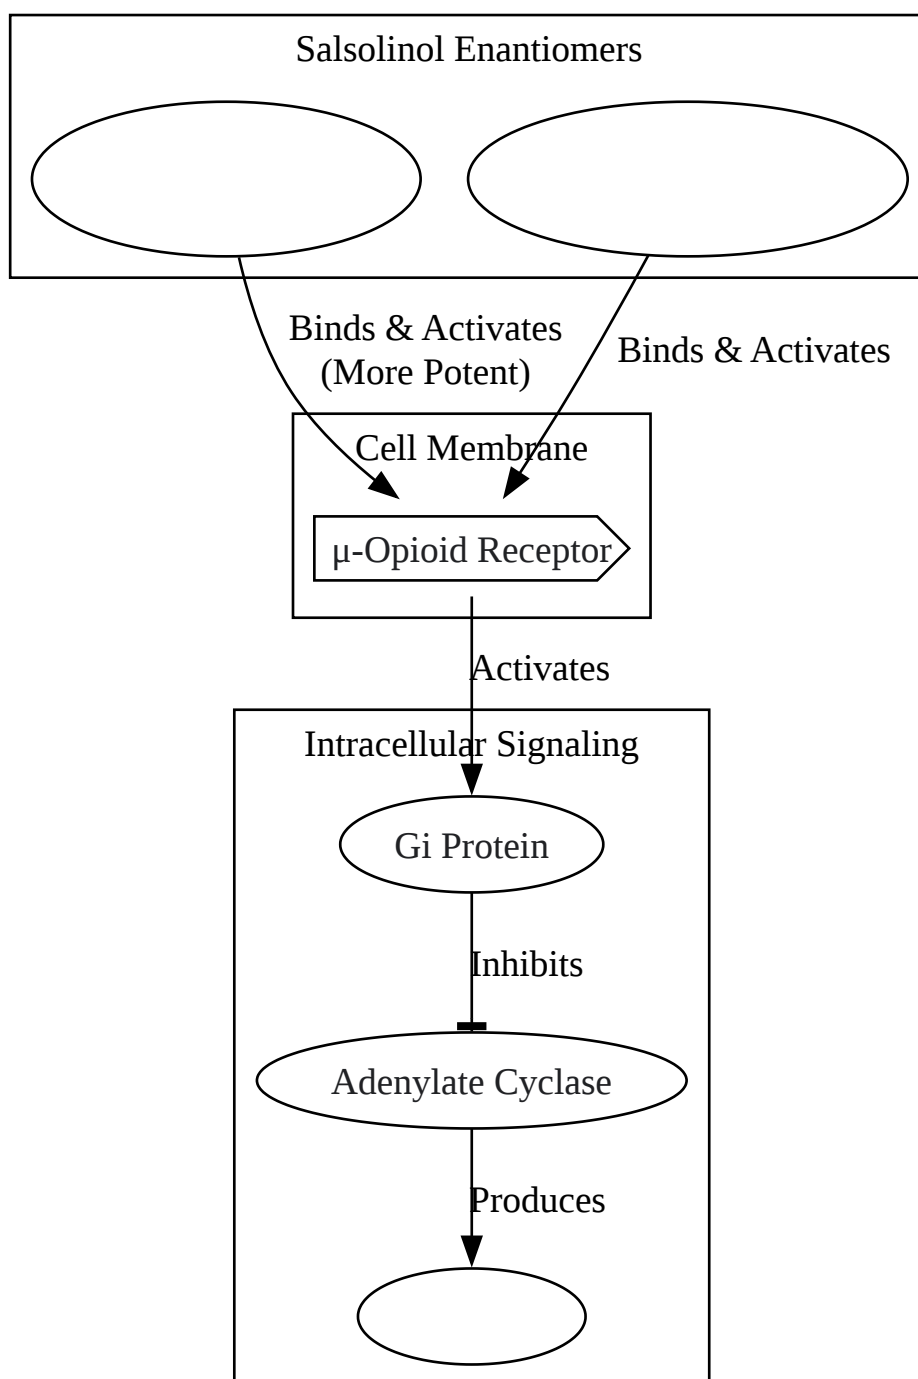 Salsolinol Enantiomers
Binds & Activates
(More Potent)
Binds & Activates
Cell Membrane
μ-Opioid Receptor
Activates
Intracellular Signaling
Gi Protein
Inhibits
Adenylate Cyclase
Produces